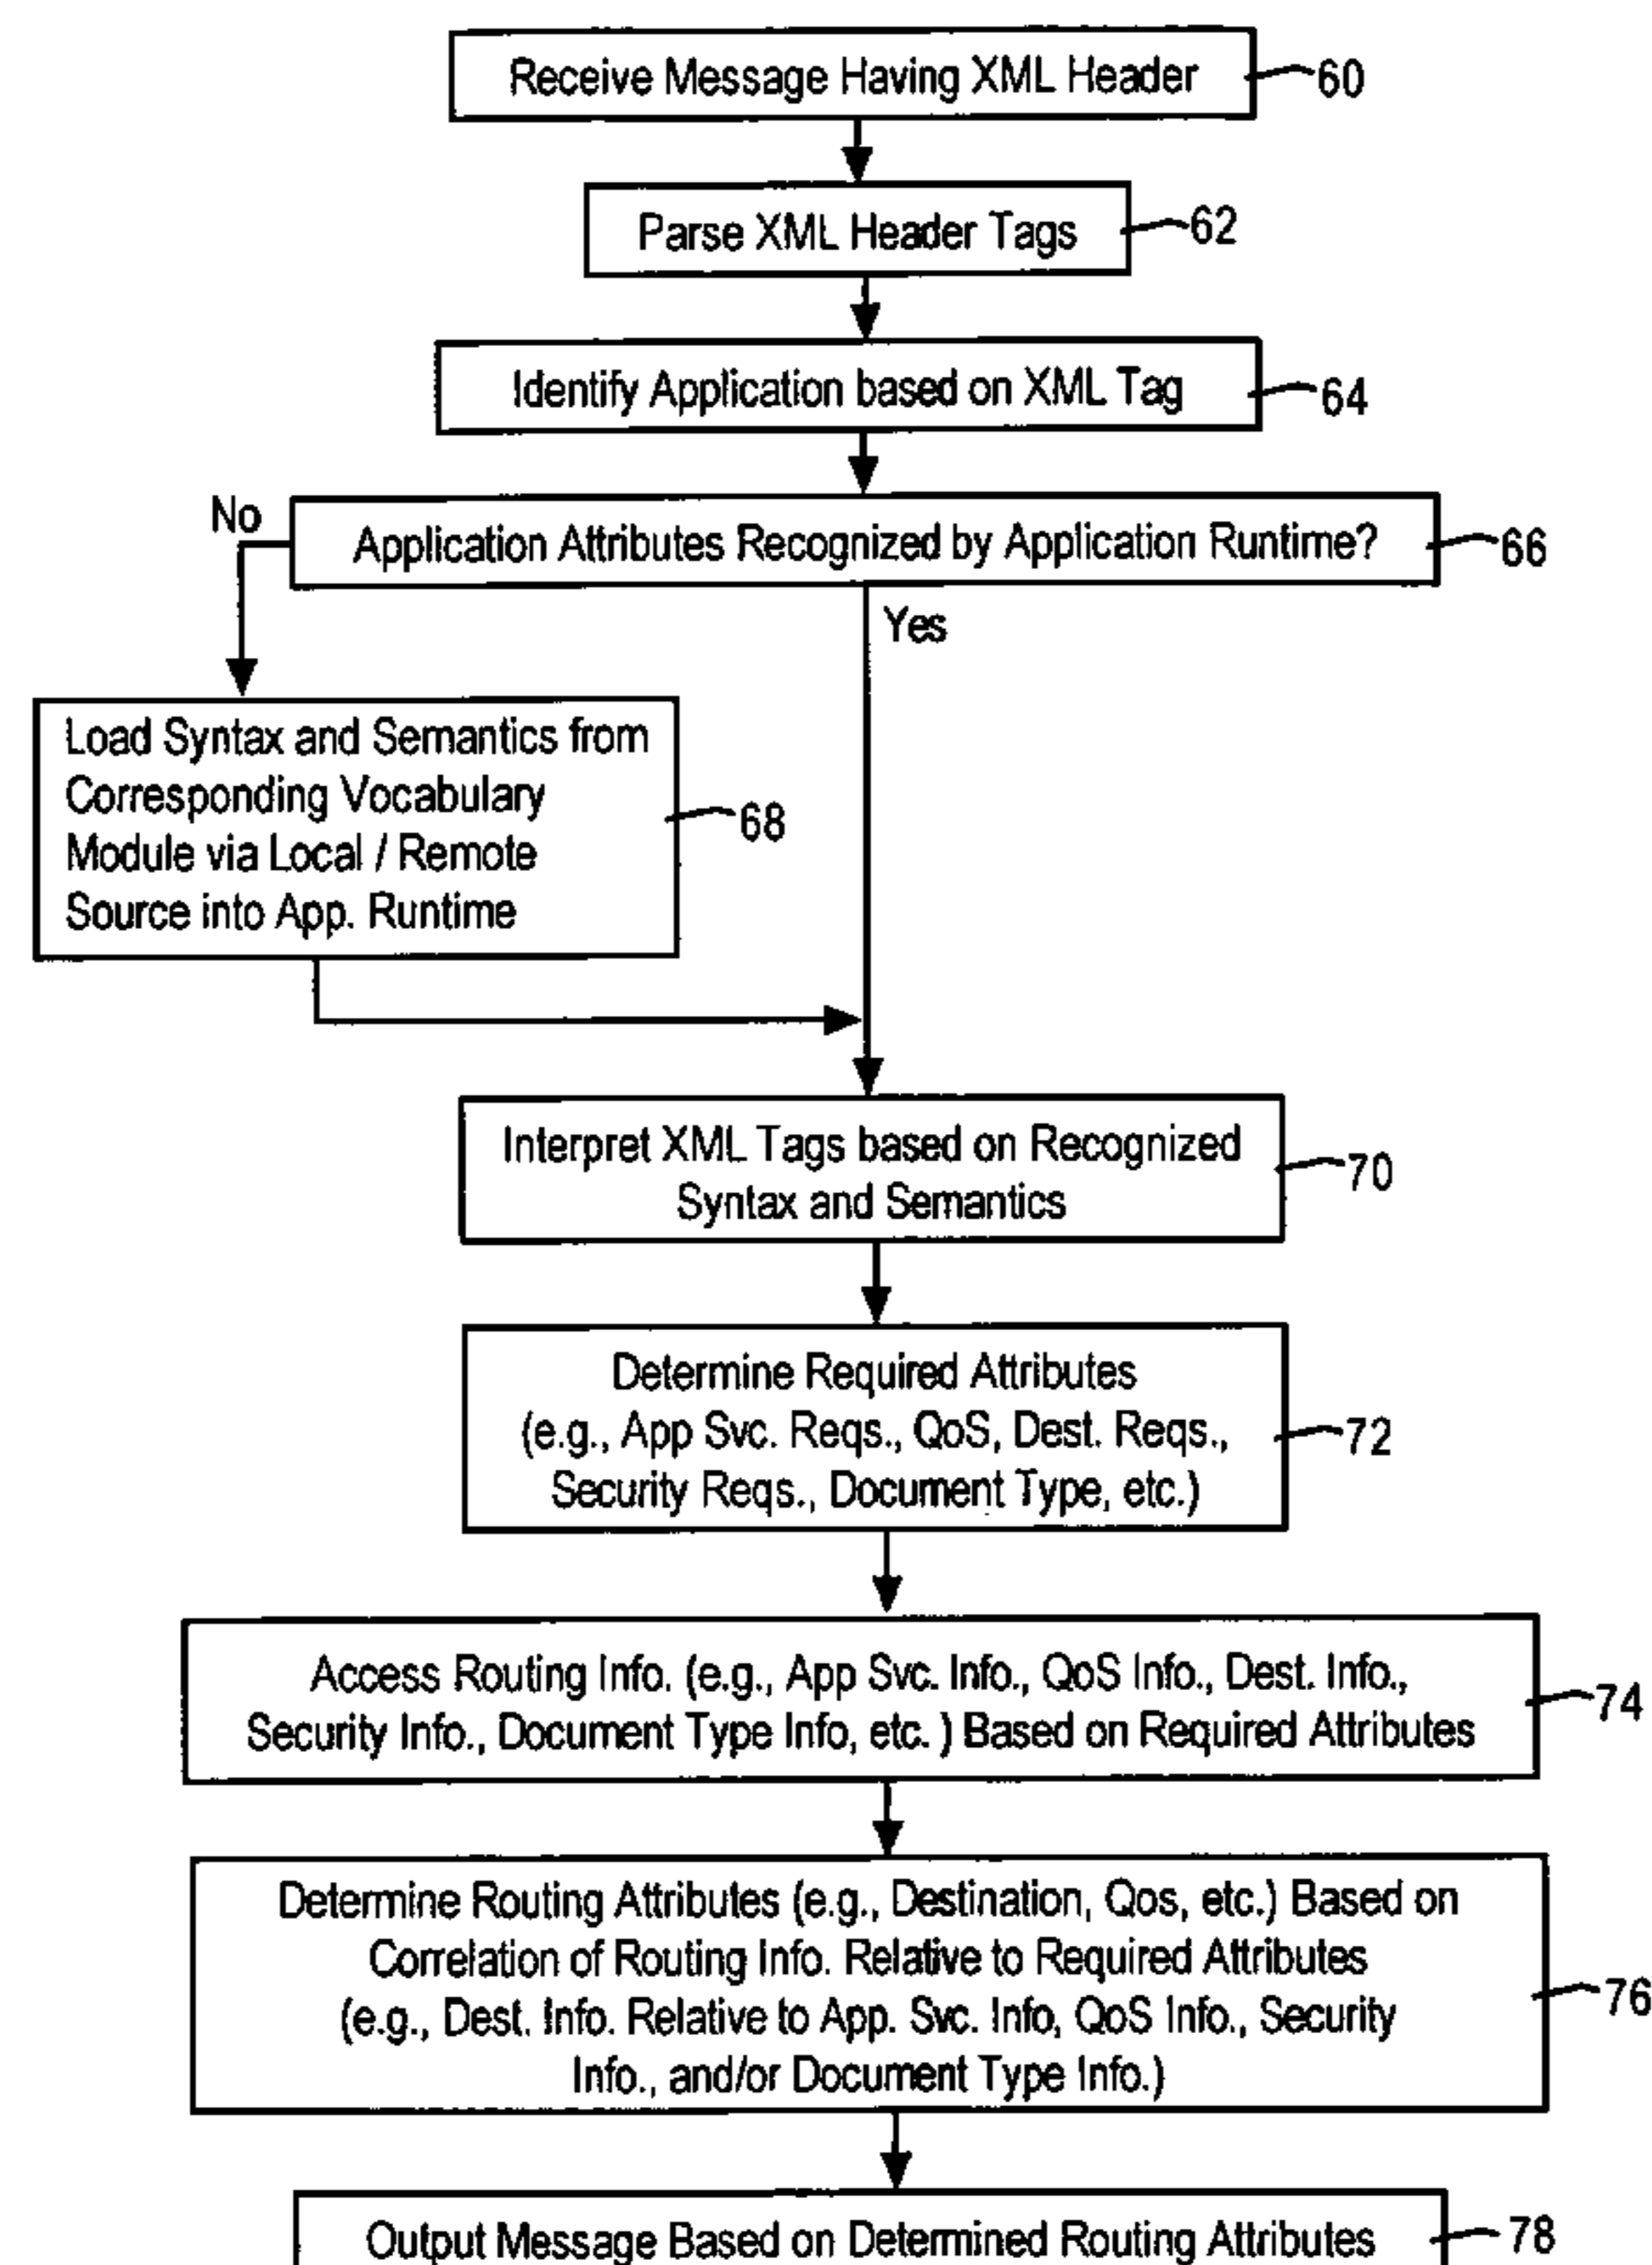 Receive Message Having XML Header
60
Parse XML Header Tags
62
Identify Application based on XML Tag
64
No
Application Attributes Recognized by Application Runtime?
66
Yes
Load Syntax and Semantics from
Corresponding Vocabulary
Module via Local / Remote
Source into App. Runtime
68
Interpret XML Tags based on Recognized
Syntax and Semantics
70
Determine Required Attributes
(e.g., App Svc. Reqs., QoS, Dest. Reqs.,
Security Reqs., Document Type, etc.)
72
Access Routing Info. (e.g., App Svc. Info., QoS Info., Dest. Info.,
Security Info., Document Type Info, etc. ) Based on Required Attributes
74
Determine Routing Attributes (e.g., Destination, Qos, etc.) Based on
Correlation of Routing Info. Relative to Required Attributes
(e.g., Dest. Info. Relative to App. Svc. Info, QoS Info., Security
Info., and/or Document Type Info.)
76
Output Message Based on Determined Routing Attributes
78